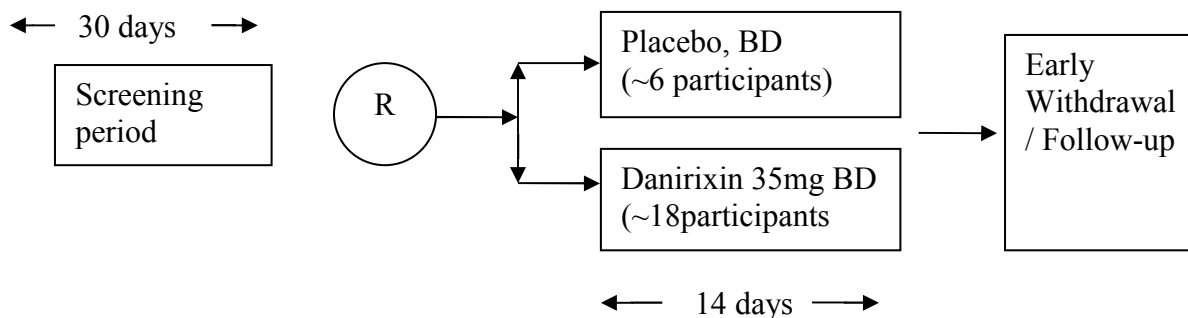 30 days
Screening
period
R
Placebo, BD
(~6 participants)
Danirixin 35mg BD
(~18participants
14 days
Early
Withdrawal
/ Follow-up